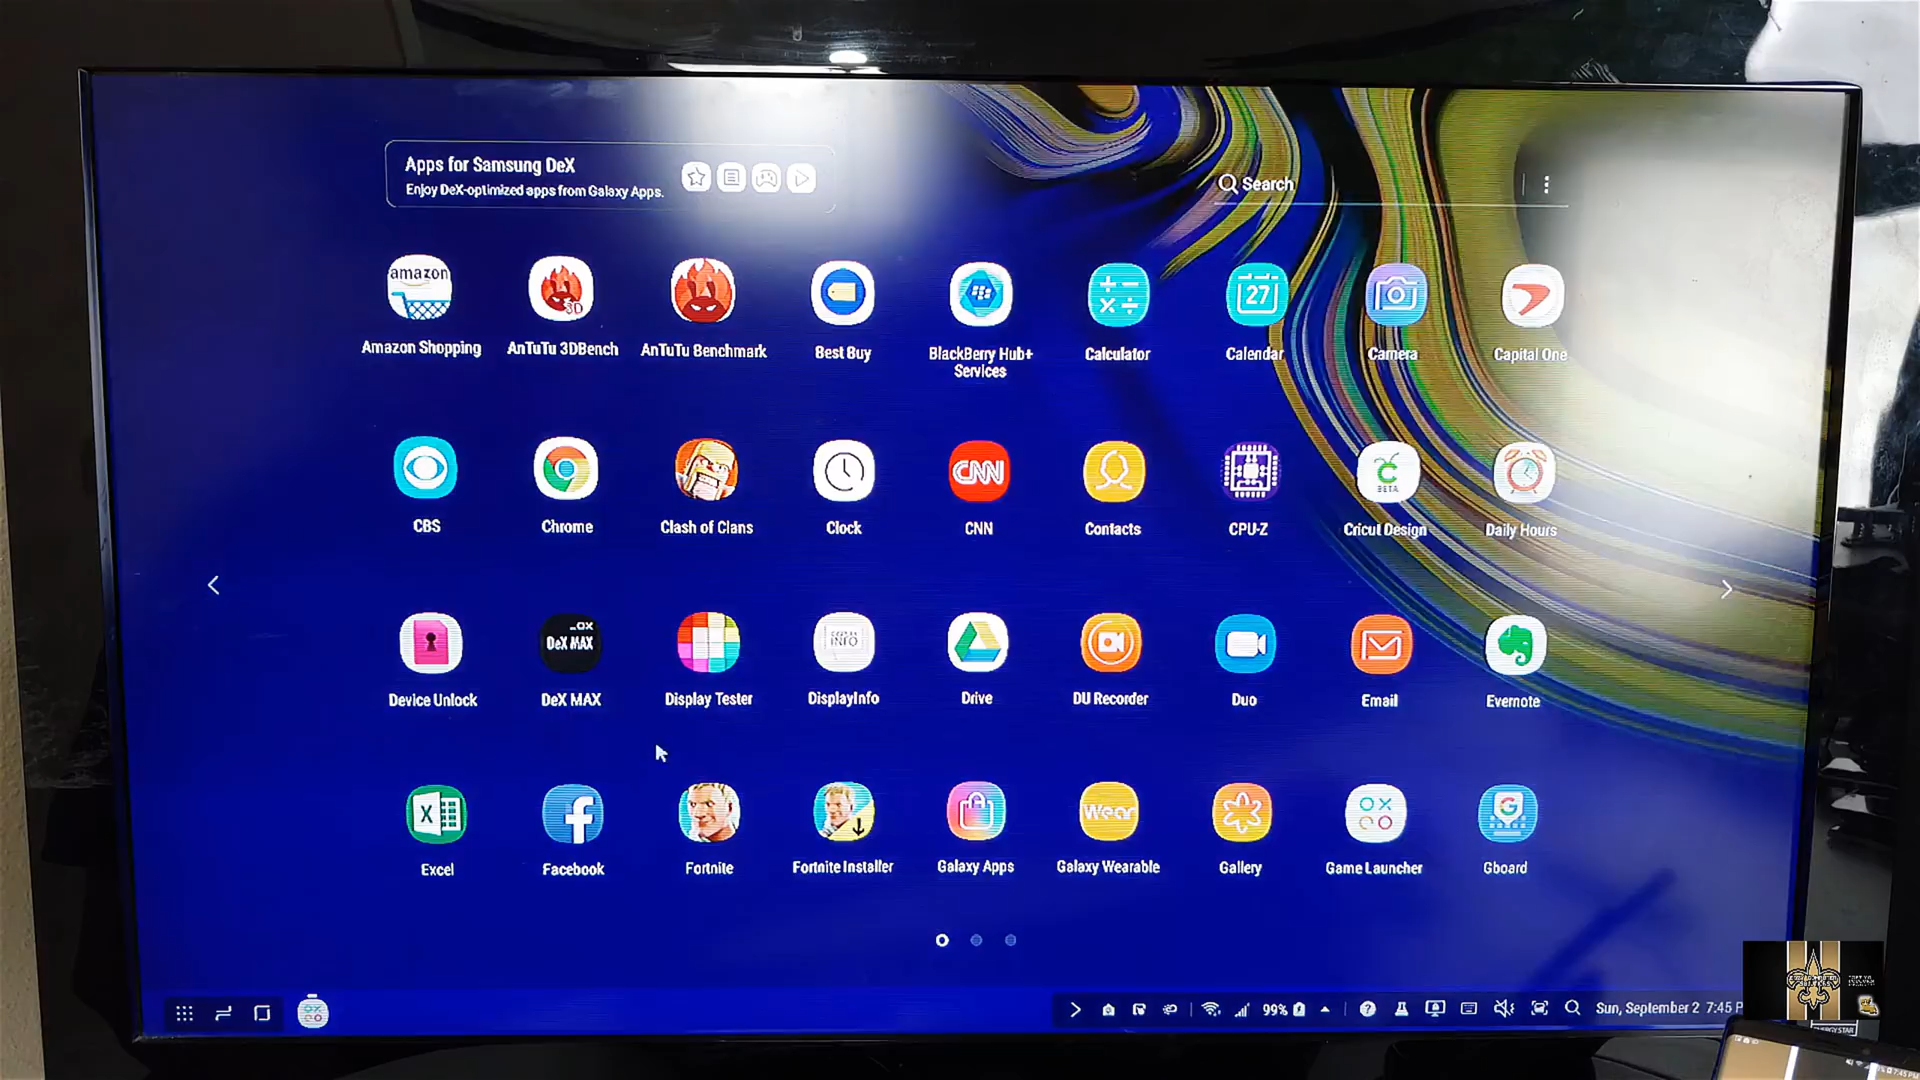 Apps for Samsung DeX
Enjoy DeX-optimized apps from Galaxy Apps.
Search
amazon
3D
27
Amazon Shopping
AnTuTu 3DBench
AnTuTu Benchmark
Best Buy
BlackBerry Hub+
Services
Calculator
Calendar
Camera
Capital One
CNN
BETA
CBS
Chrome
Clash of Clans
Clock
CNN
Contacts
CPU-Z
Cricut Design
Daily Hours
DeX MAX
INFO
Device Unlock
DeX MAX
Display Tester
DisplayInfo
Drive
DU Recorder
Duo
Email
Evernote
X
f
Wear
G
Excel
Facebook
Fortnite
Fortnite Installer
Galaxy Apps
Galaxy Wearable
Gallery
Game Launcher
Gboard
99%
Sun, September 2 7:45 P
ENERGY STAR